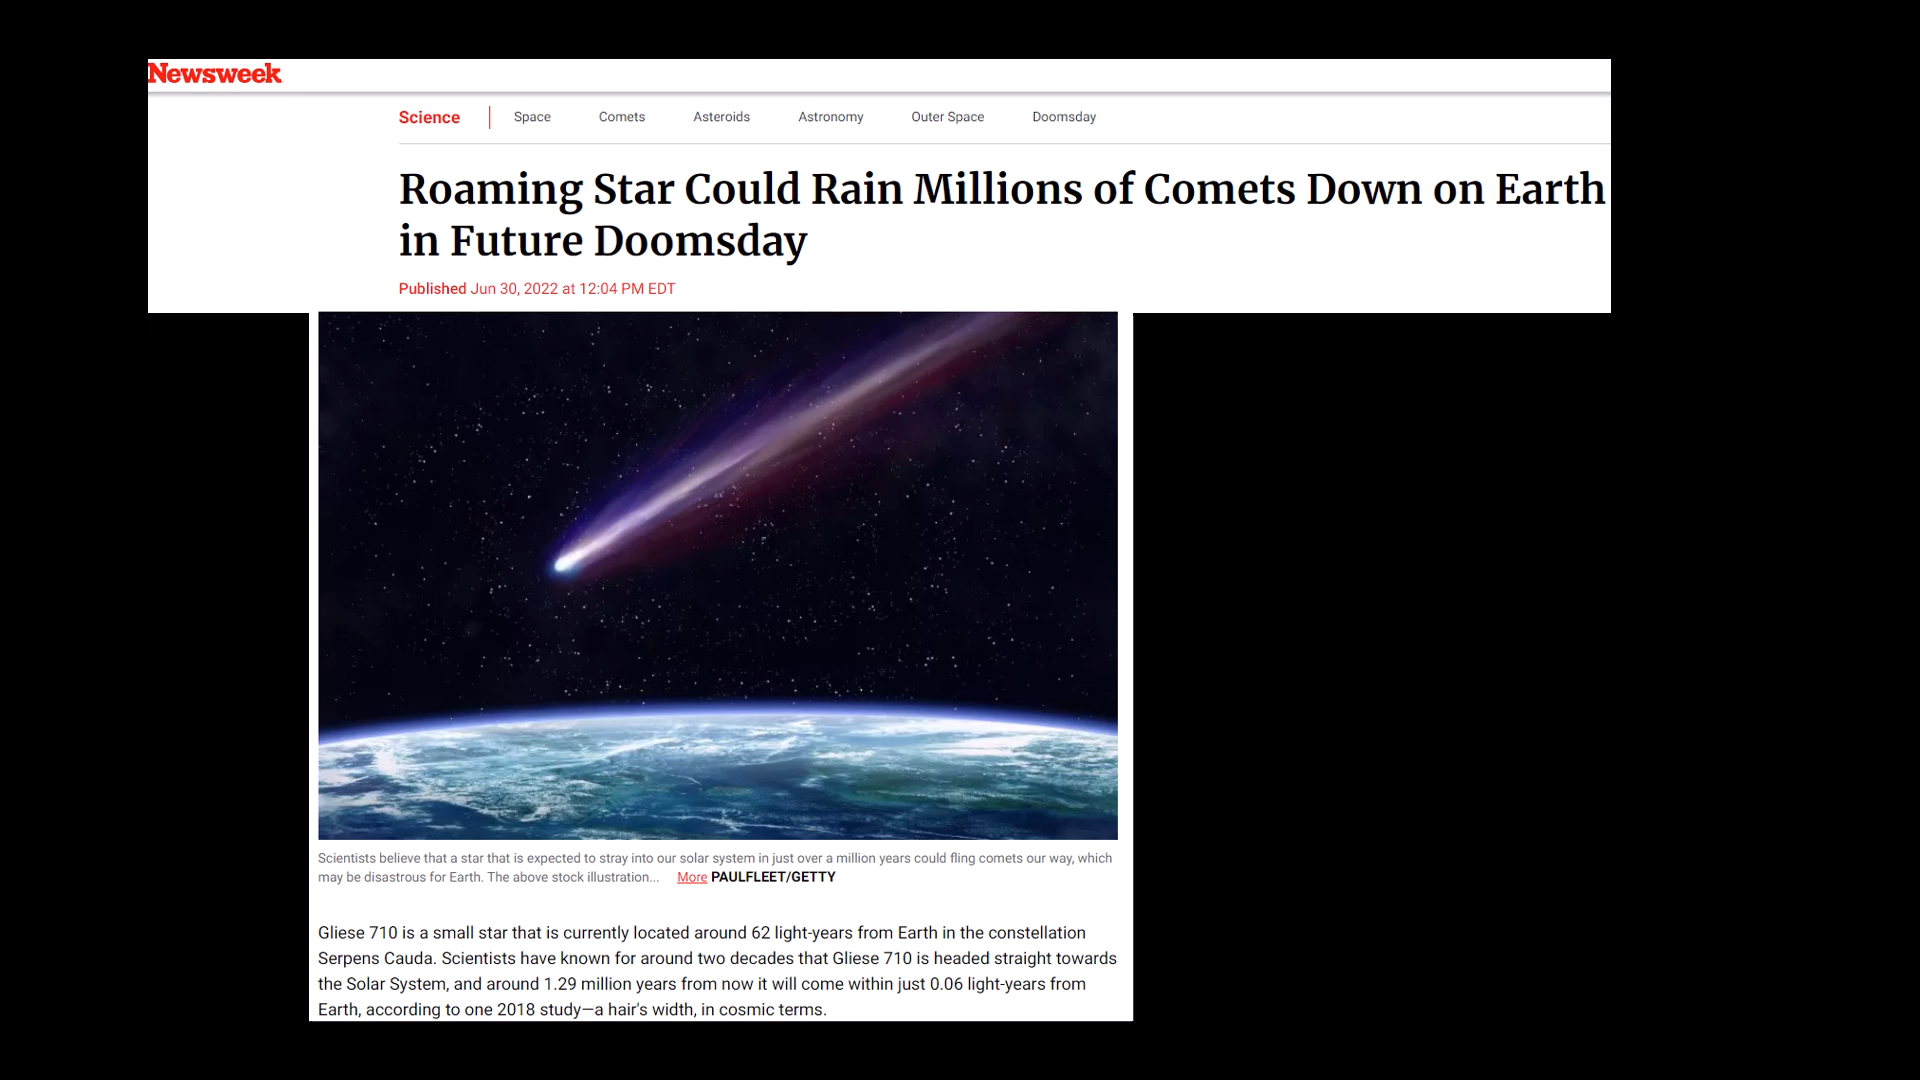 Newsweek
Science Space Comets Asteroids Astronomy Outer Space Doomsday
Roaming Star Could Rain Millions of Comets Down on Earth
in Future Doomsday
Published Jun 30, 2022 at 12:04 PM EDT
Scientists believe that a star that is expected to stray into our solar system in just over a million years could fling comets our way, which
may be disastrous for Earth. The above stock illustration... More PAULFLEET/GETTY
Gliese 710 is a small star that is currently located around 62 light-years from Earth in the constellation
Serpens Cauda. Scientists have known for around two decades that Gliese 710 is headed straight towards
the Solar System, and around 1.29 million years from now it will come within just 0.06 light-years from
Earth, according to one 2018 study—a hair's width, in cosmic terms.